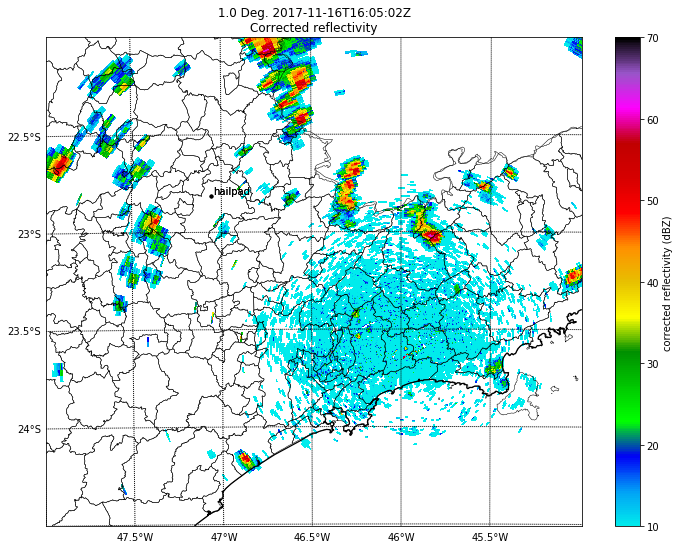 1.0 Deg. 2017-11-16T16:05:02Z
Corrected reflectivity
70
60
50
40
30
20
10
corrected reflectivity (dBZ)
22.5°S
23°S
23.5°S
24°S
hailpad
47.5°W
47°W
46.5°W
46°W
45.5°W